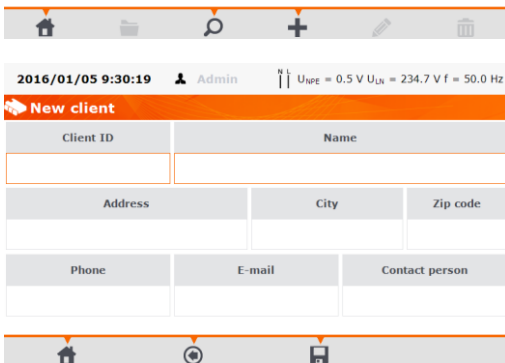 2016/01/05 9:30:19 Admin N L UNPE = 0.5 V ULN = 234.7 V f = 50.0 Hz
New client
Client ID Name
Address City Zip code
Phone E-mail Contact person